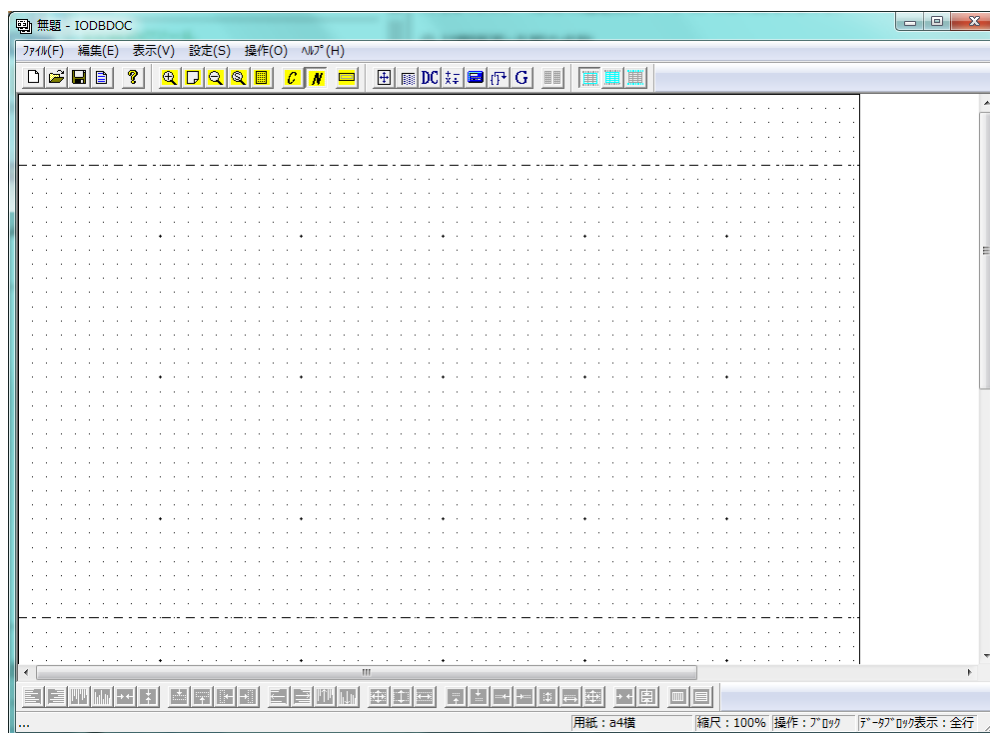 無題 - IODBDOC
ﾌｧｲﾙ(F) 編集(E) 表示(V) 設定(S) 操作(O) ﾍﾙﾌﾟ(H)
? C N DC G
... 用紙：a4横 縮尺：100% 操作：ﾌﾞﾛｯｸ ﾃﾞｰﾀﾌﾞﾛｯｸ表示：全行